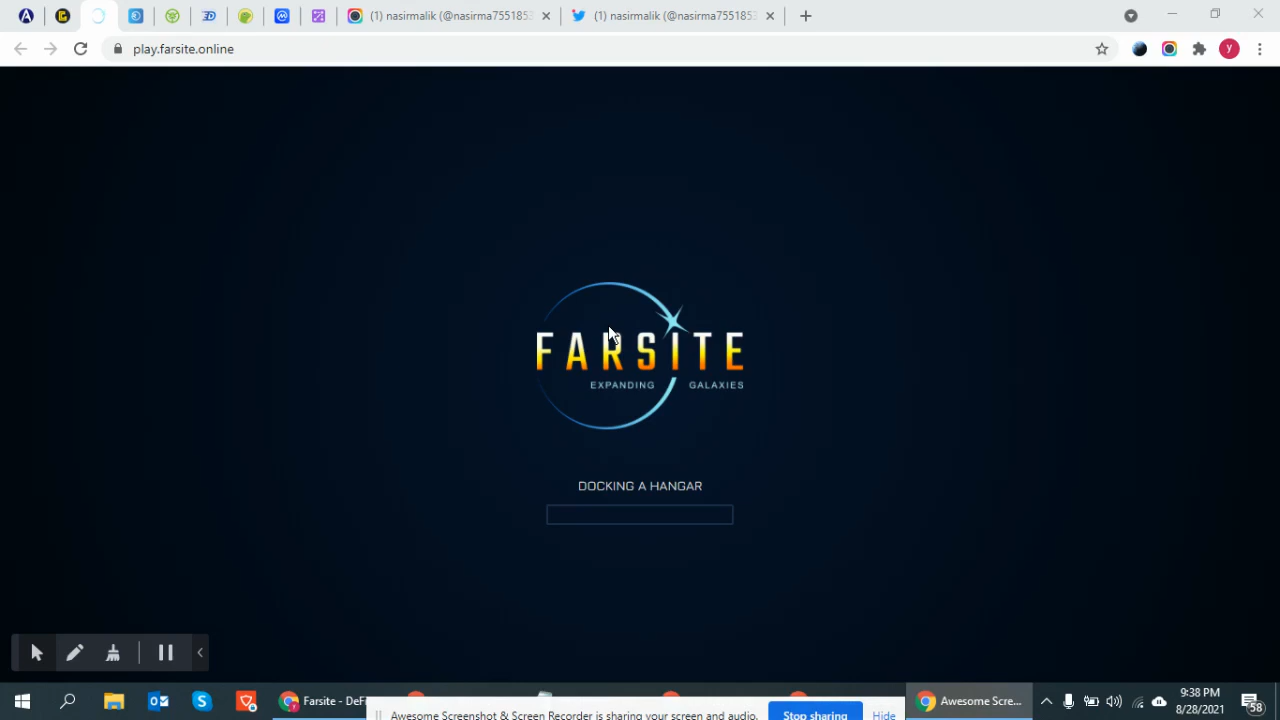 (1) nasirmalik (@nasirma755185
(1) nasirmalik (@nasirma755185
play.farsite.online
y
FARSITE
EXPANDING GALAXIES
DOCKING A HANGAR
Farsite - DeF
Awesome Scre...
9:38 PM
8/28/2021
58
Awesome Screenshot & Screen Recorder is sharing your screen and audio.
Stop sharing
Hide